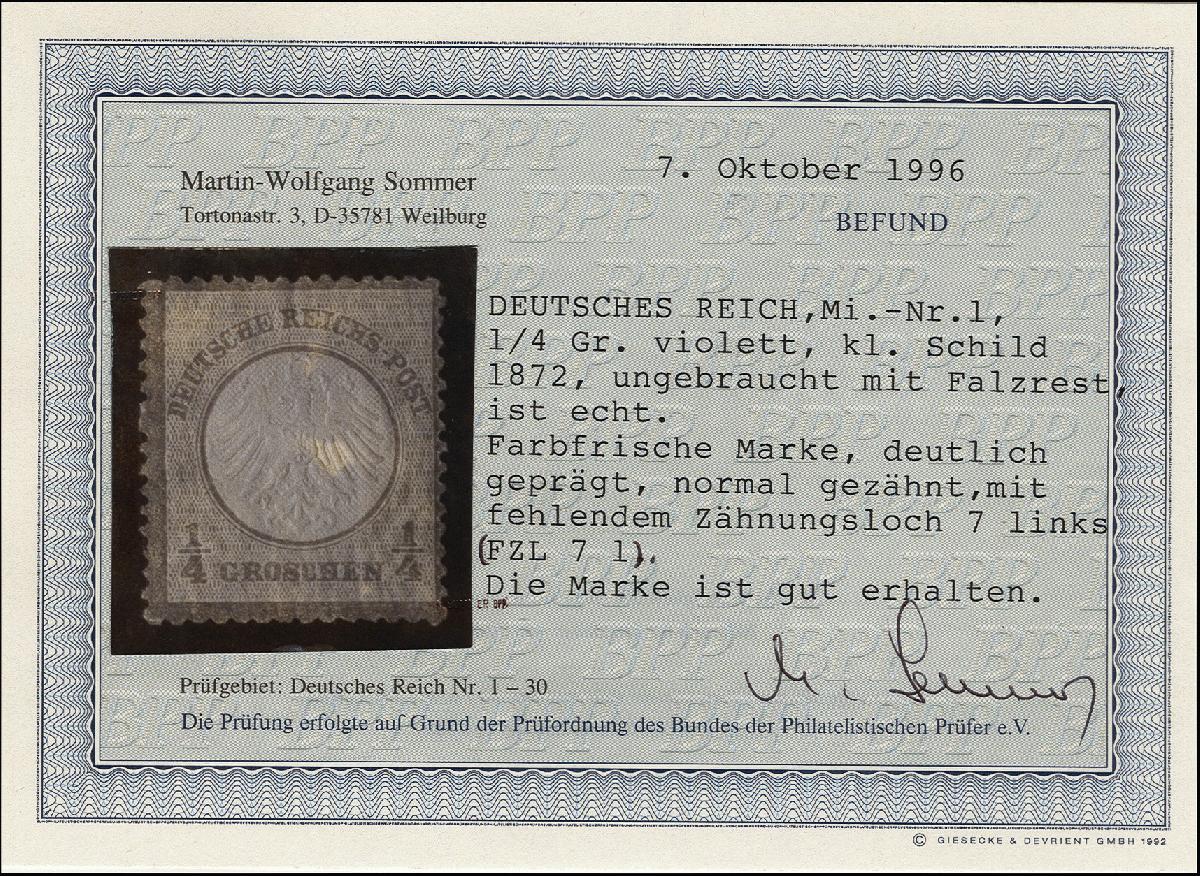 7. Oktober 1996
Martin-Wolfgang Sommer
Tortonastr. 3, D-35781 Weilburg
BEFUND
DEUTSCHE REICHS-POST
1/4 GROSCHEN 1/4
DEUTSCHES REICH,Mi.-Nr.1,
1/4 Gr. violett, kl. Schild
1872, ungebraucht mit Falzrest,
ist echt.
Farbfrische Marke, deutlich
geprägt, normal gezähnt,mit
fehlendem Zähnungsloch 7 links
(FZL 7 l).
Die Marke ist gut erhalten.
M. Sommer
Prüfgebiet: Deutsches Reich Nr. 1 – 30
Die Prüfung erfolgte auf Grund der Prüfordnung des Bundes der Philatelistischen Prüfer e.V.
© GIESECKE & DEVRIENT GMBH 1992